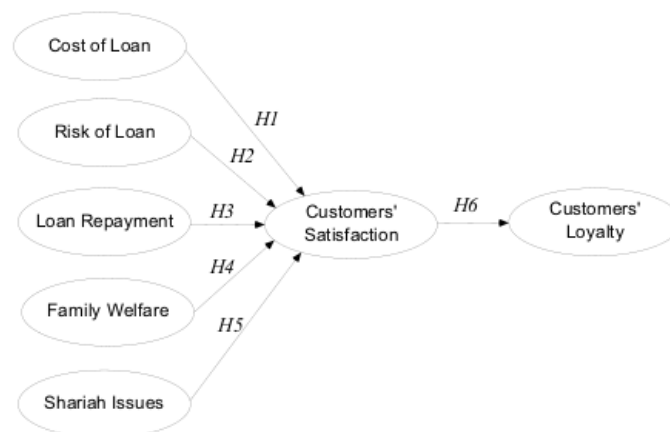 Cost of Loan
H1
Risk of Loan
H2
Loan Repayment
H3
Customers'
Satisfaction
H6
Customers'
Loyalty
H4
Family Welfare
H5
Shariah Issues